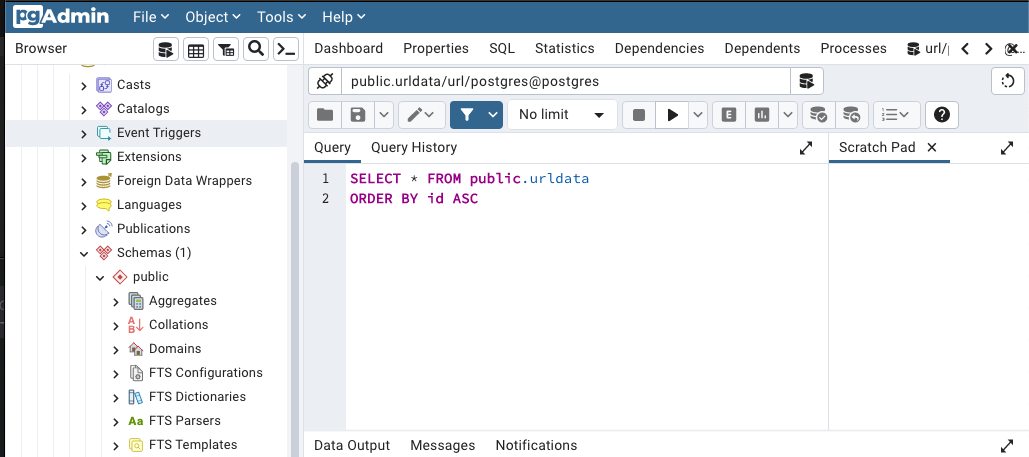 pgAdmin File Object Tools Help
Browser
Dashboard Properties SQL Statistics Dependencies Dependents Processes url/
public.urldata/url/postgres@postgres
No limit
Query Query History
Scratch Pad
1 SELECT * FROM public.urldata
2 ORDER BY id ASC
Casts
Catalogs
Event Triggers
Extensions
Foreign Data Wrappers
Languages
Publications
Schemas (1)
public
Aggregates
Collations
Domains
FTS Configurations
FTS Dictionaries
Aa FTS Parsers
FTS Templates
Data Output Messages Notifications